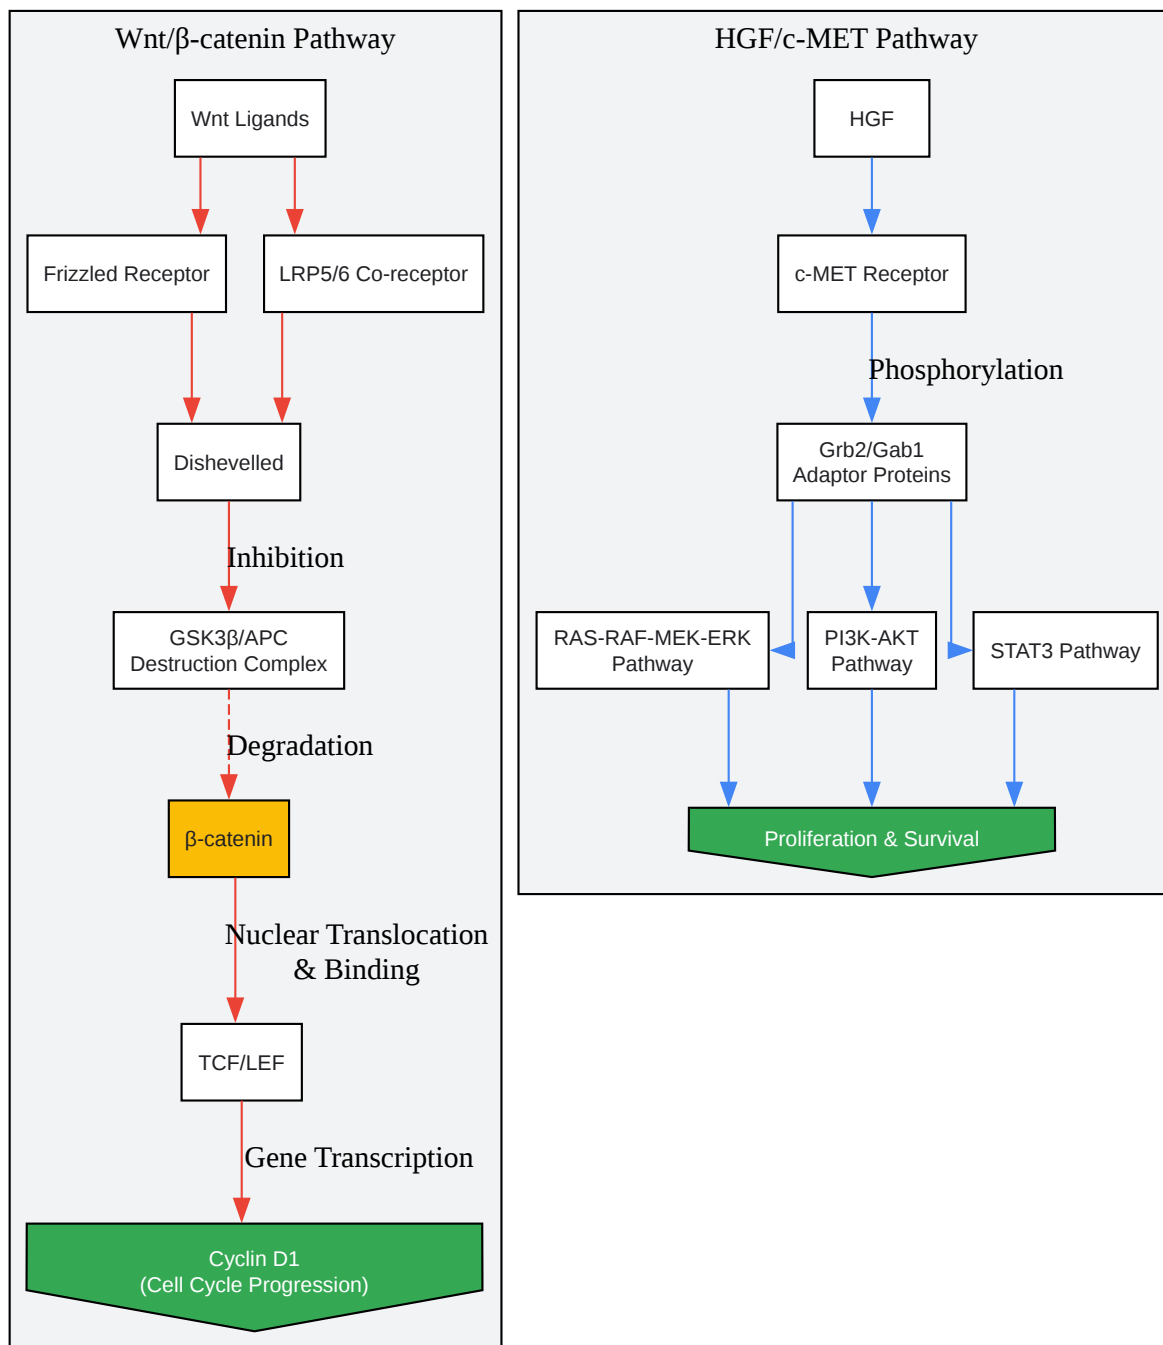 Wnt/β-catenin Pathway
Wnt Ligands
Frizzled Receptor
LRP5/6 Co-receptor
Dishevelled
Inhibition
GSK3β/APC
Destruction Complex
Degradation
β-catenin
Nuclear Translocation
& Binding
TCF/LEF
Gene Transcription
Cyclin D1
(Cell Cycle Progression)
HGF/c-MET Pathway
HGF
c-MET Receptor
Phosphorylation
Grb2/Gab1
Adaptor Proteins
RAS-RAF-MEK-ERK
Pathway
PI3K-AKT
Pathway
STAT3 Pathway
Proliferation & Survival